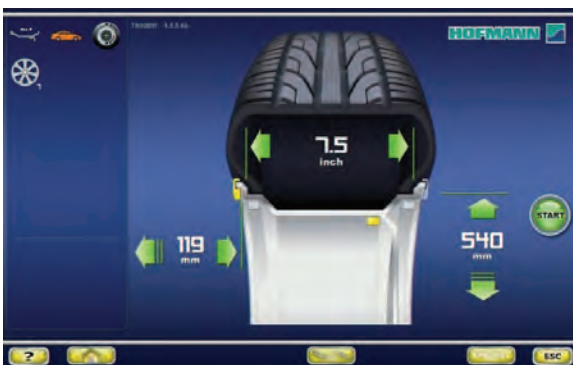 HOFMANN
7.5
inch
119
mm
540
mm
START
?
ESC